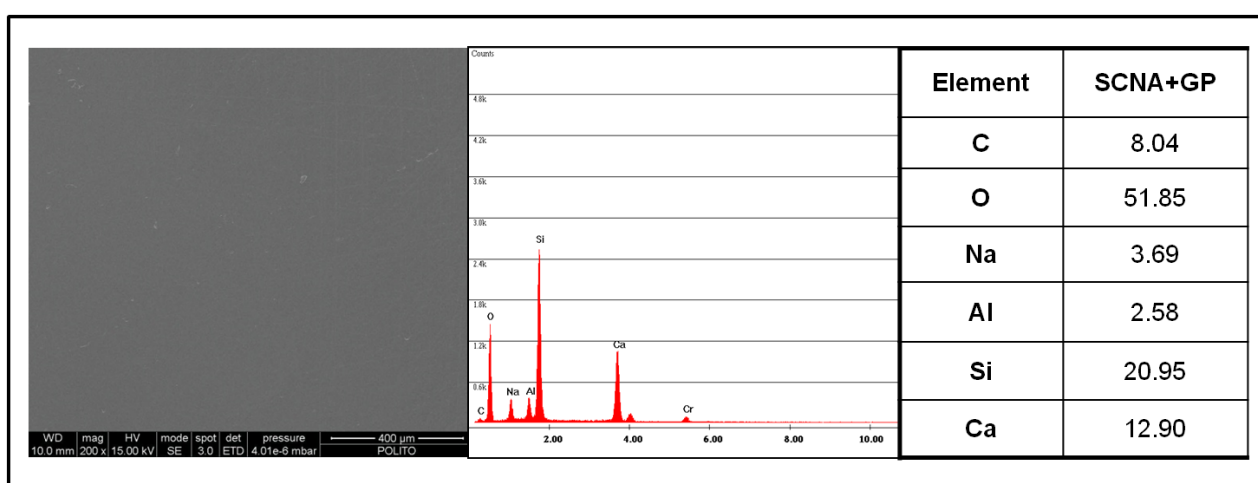 WD mag HV mode spot det pressure 400 µm
10.0 mm 200 x 15.00 kV SE 3.0 ETD 4.01e-6 mbar POLITO
Counts
4.8k
4.2k
3.6k
3.0k
2.4k
1.8k
1.2k
0.6k
C
O
Na
Al
Si
Ca
Cr
2.00 4.00 6.00 8.00 10.00
Element SCNA+GP
C 8.04
O 51.85
Na 3.69
Al 2.58
Si 20.95
Ca 12.90